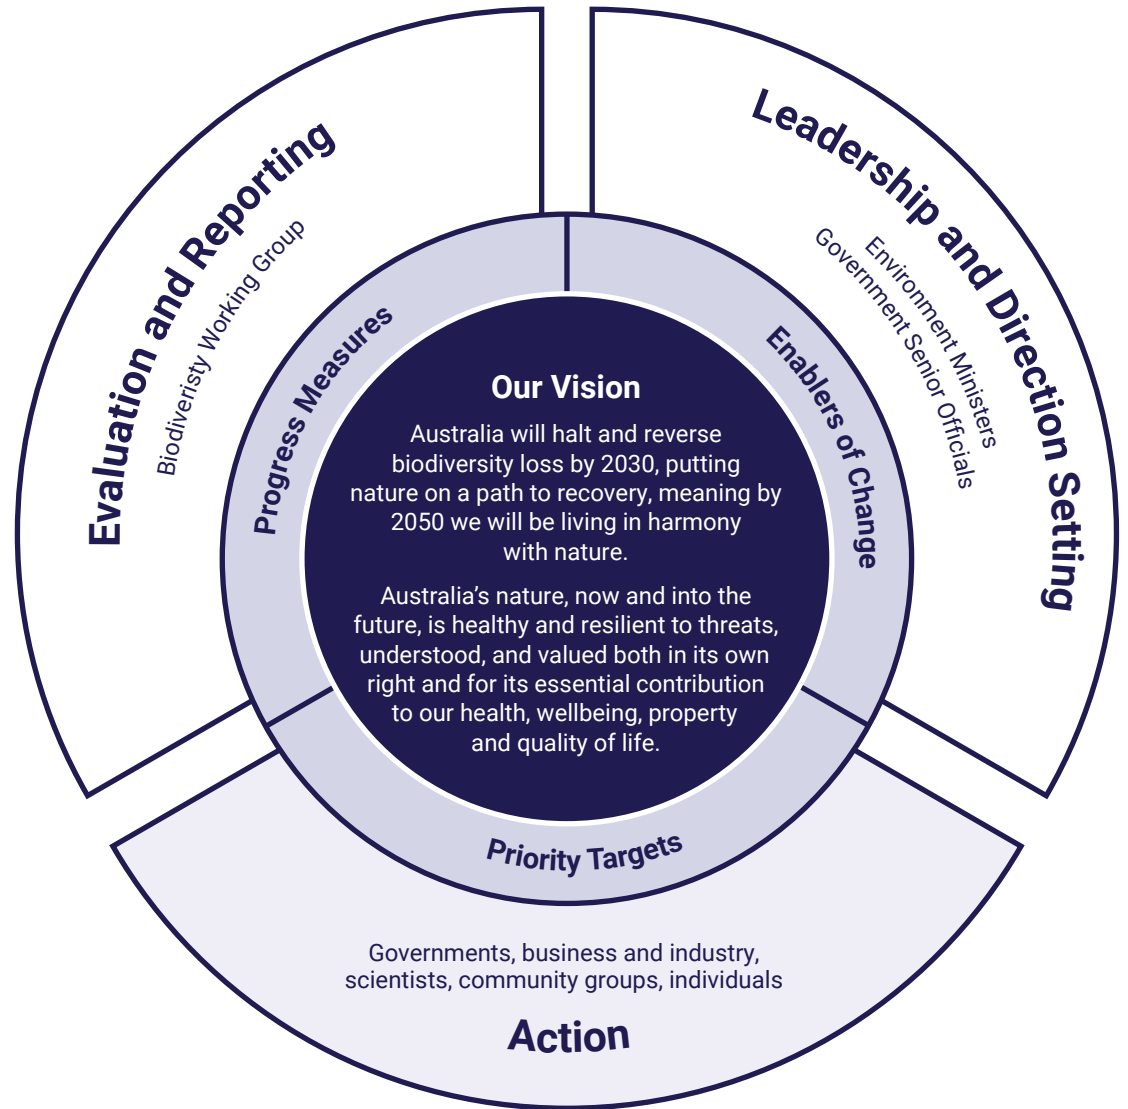 Evaluation and Reporting
Biodiveristy Working Group
Leadership and Direction Setting
Environment Ministers
Government Senior Officials
Progress Measures
Enablers of Change
Our Vision
Australia will halt and reverse
biodiversity loss by 2030, putting
nature on a path to recovery, meaning by
2050 we will be living in harmony
with nature.
Australia’s nature, now and into the
future, is healthy and resilient to threats,
understood, and valued both in its own
right and for its essential contribution
to our health, wellbeing, property
and quality of life.
Priority Targets
Governments, business and industry,
scientists, community groups, individuals
Action